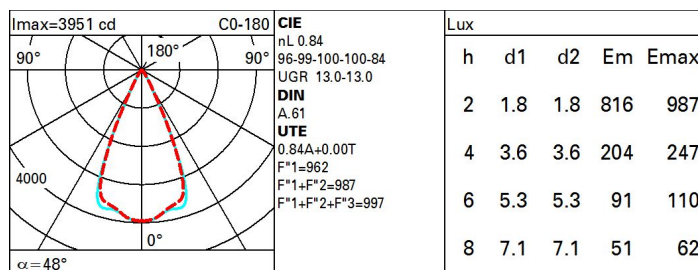 Imax=3951 cd C0-180
90° 180° 90°
4000
0°
α=48°
CIE
nL 0.84
96-99-100-100-84
UGR 13.0-13.0
DIN
A.61
UTE
0.84A+0.00T
F"1=962
F"1+F"2=987
F"1+F"2+F"3=997
Lux
h d1 d2 Em Emax
2 1.8 1.8 816 987
4 3.6 3.6 204 247
6 5.3 5.3 91 110
8 7.1 7.1 51 62